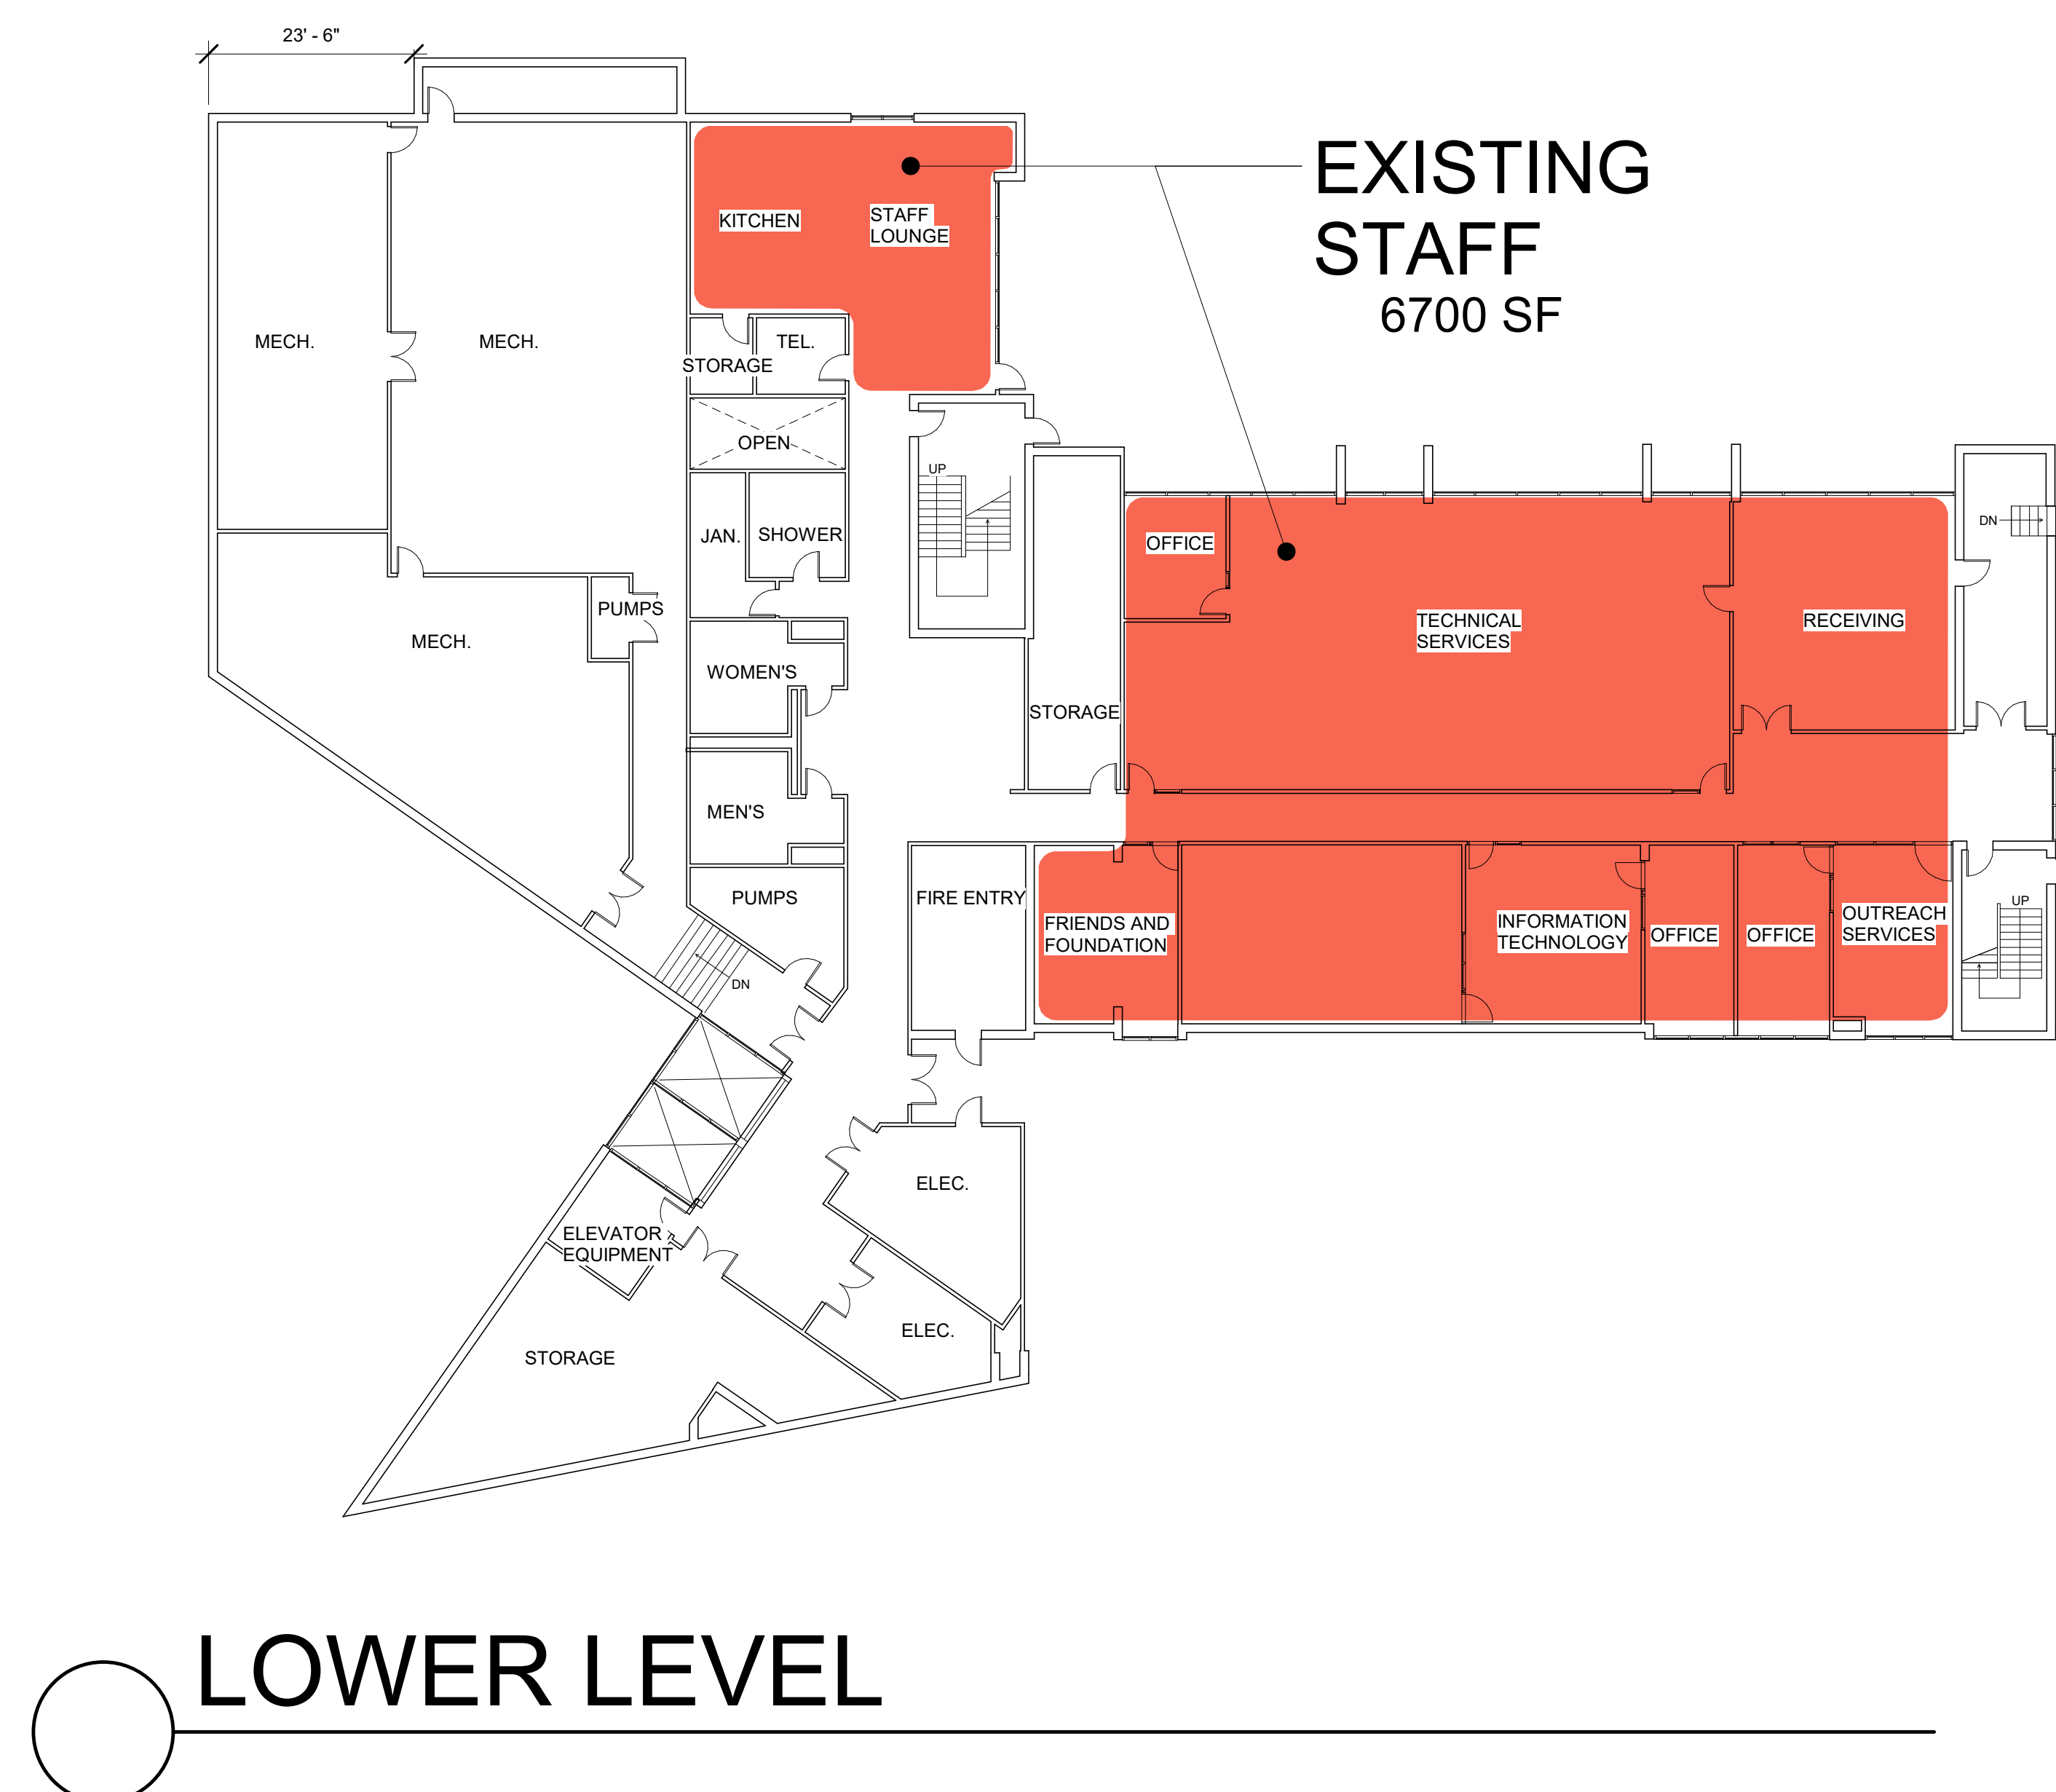 23' - 6"
EXISTING
STAFF
6700 SF
KITCHEN
STAFF
LOUNGE
MECH.
MECH.
TEL.
STORAGE
OPEN
UP
JAN.
SHOWER
OFFICE
DN
PUMPS
MECH.
TECHNICAL
SERVICES
RECEIVING
WOMEN'S
STORAGE
MEN'S
PUMPS
FIRE ENTRY
FRIENDS AND
FOUNDATION
INFORMATION
TECHNOLOGY
OFFICE
OFFICE
OUTREACH
SERVICES
UP
DN
ELEC.
ELEVATOR
EQUIPMENT
ELEC.
STORAGE
LOWER LEVEL